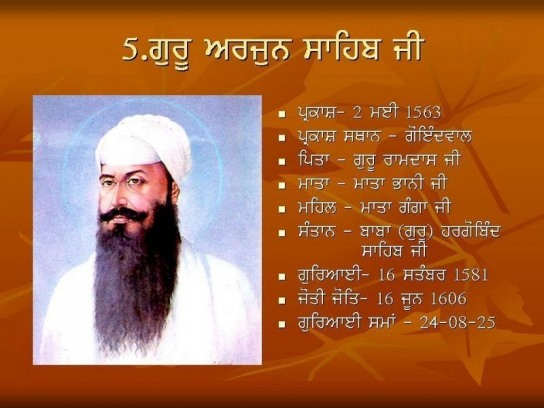 5.ਗੁਰੂ ਅਰਜੁਨ ਸਾਹਿਬ ਜੀ
ਪ੍ਰਕਾਸ਼- 2 ਮਈ 1563
ਪ੍ਰਕਾਸ਼ ਸਥਾਨ - ਗੋਇੰਦਵਾਲ
ਪਿਤਾ - ਗੁਰੂ ਰਾਮਦਾਸ ਜੀ
ਮਾਤਾ - ਮਾਤਾ ਭਾਨੀ ਜੀ
ਮਹਿਲ - ਮਾਤਾ ਗੰਗਾ ਜੀ
ਸੰਤਾਨ - ਬਾਬਾ (ਗੁਰੂ) ਹਰਗੋਬਿੰਦ
ਸਾਹਿਬ ਜੀ
ਗੁਰਿਆਈ- 16 ਸਤੰਬਰ 1581
ਜੋਤੀ ਜੋਤਿ- 16 ਜੂਨ 1606
ਗੁਰਿਆਈ ਸਮਾਂ - 24-08-25